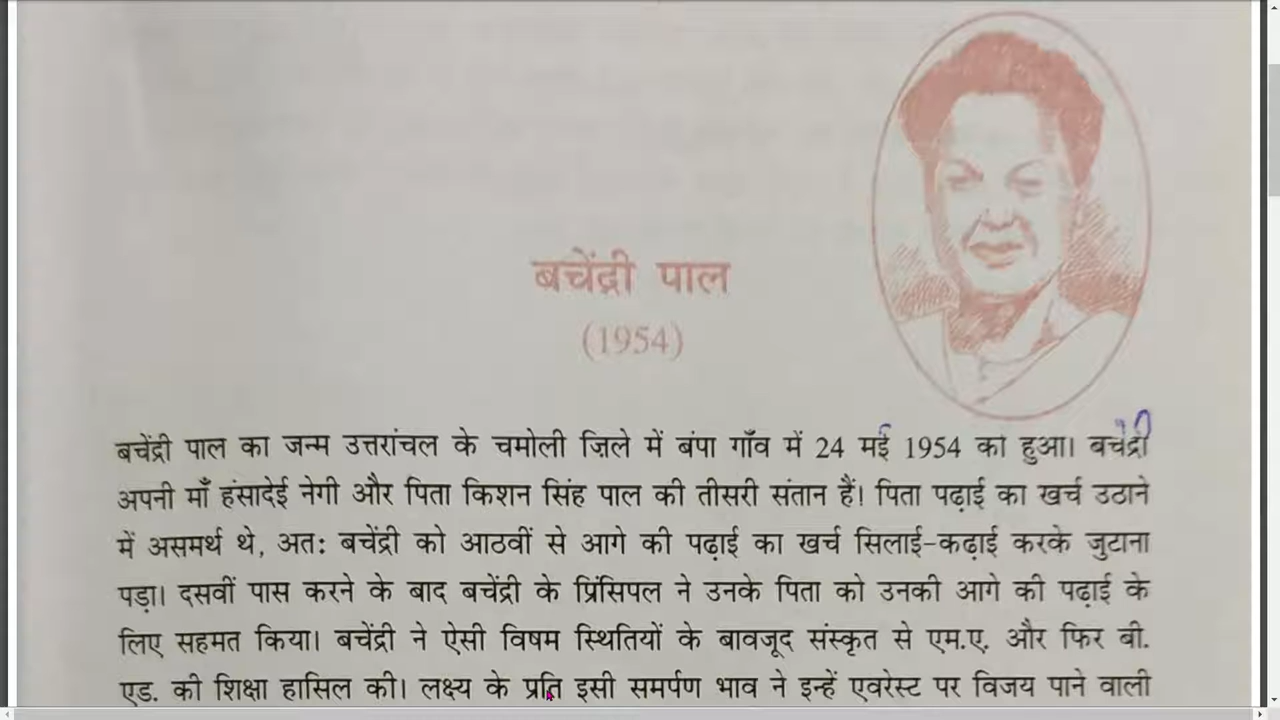 बचेंद्री पाल
(1954)
बचेंद्री पाल का जन्म उत्तरांचल के चमोली ज़िले में बंपा गाँव में 24 मई 1954 को हुआ। बचेंद्री
अपनी माँ हंसादेई नेगी और पिता किशन सिंह पाल की तीसरी संतान हैं। पिता पढ़ाई का खर्च उठाने
में असमर्थ थे, अतः बचेंद्री को आठवीं से आगे की पढ़ाई का खर्च सिलाई-कढ़ाई करके जुटाना
पड़ा। दसवीं पास करने के बाद बचेंद्री के प्रिंसिपल ने उनके पिता को उनकी आगे की पढ़ाई के
लिए सहमत किया। बचेंद्री ने ऐसी विषम स्थितियों के बावजूद संस्कृत से एम.ए. और फिर बी.
एड. की शिक्षा हासिल की। लक्ष्य के प्रति इसी समर्पण भाव ने इन्हें एवरेस्ट पर विजय पाने वाली